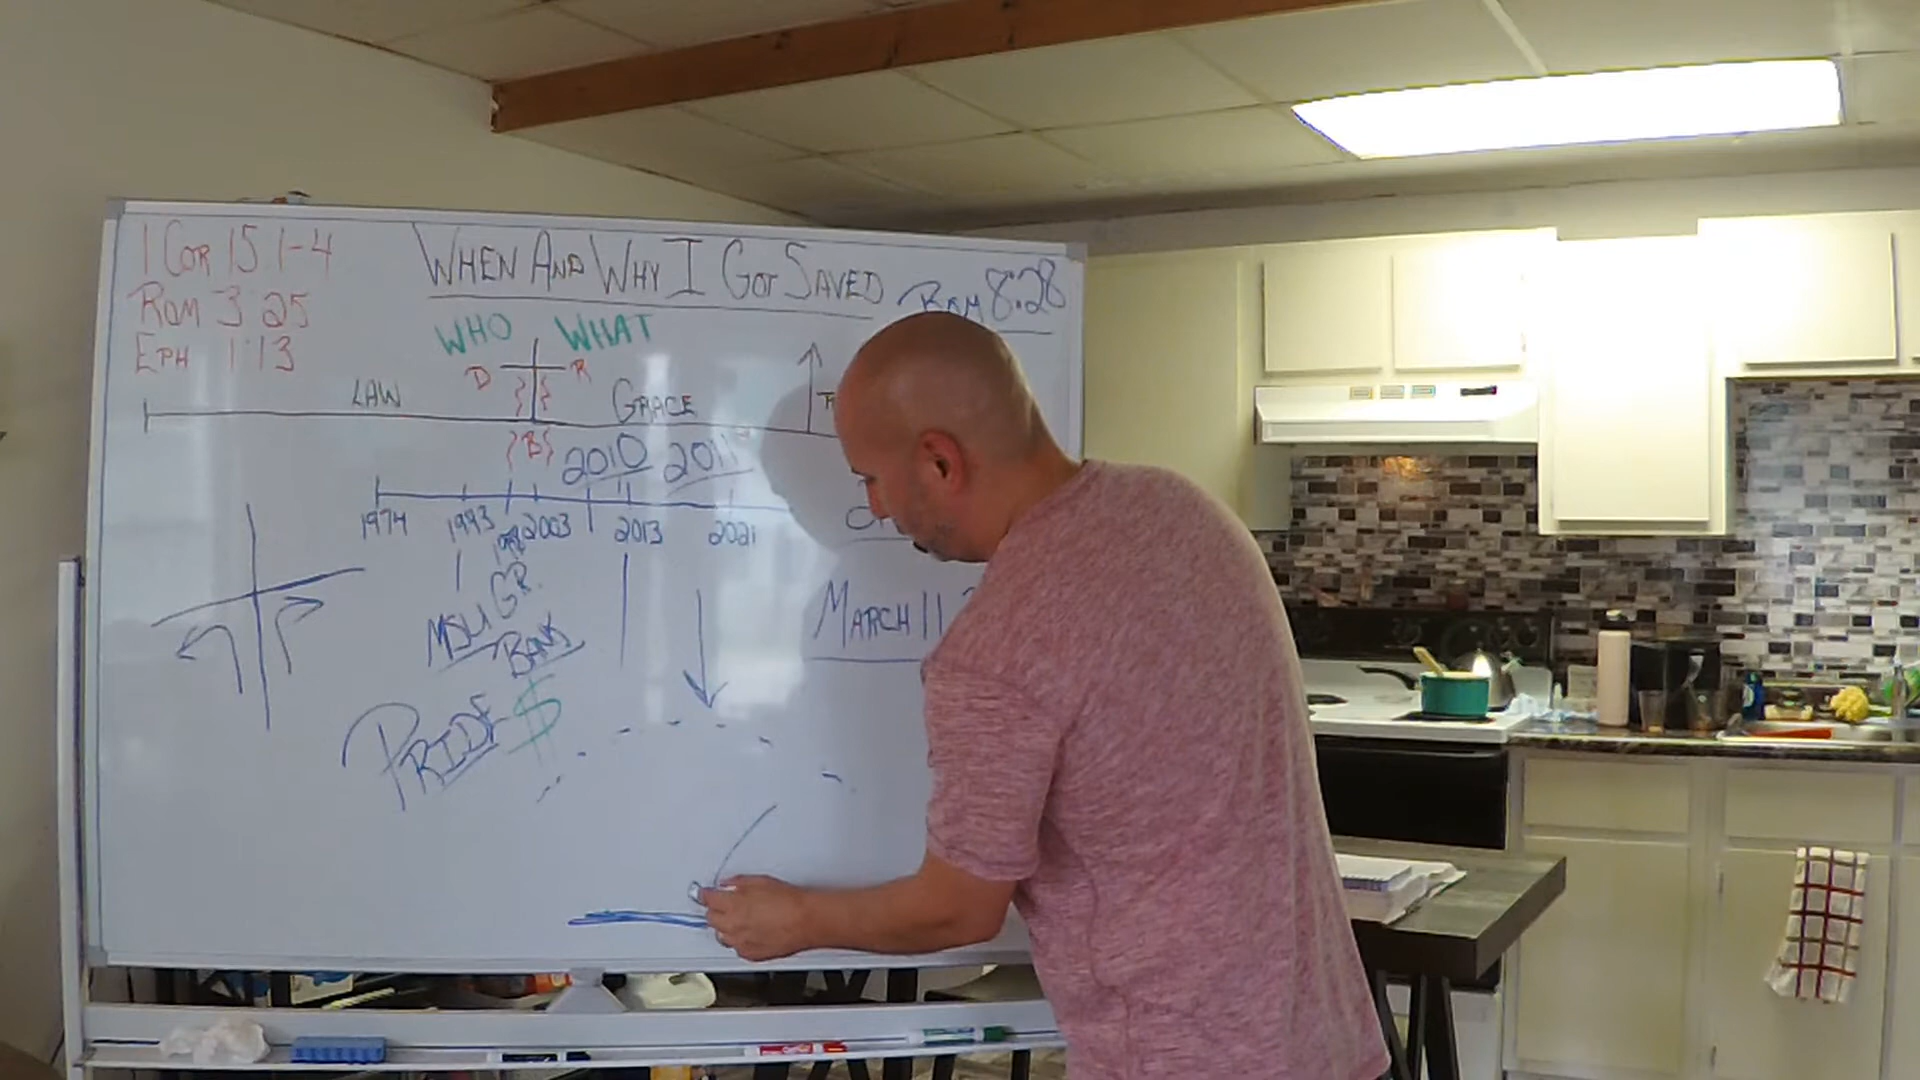 1 COR 15 1-4
ROM 3 25
EPH 1:13
WHEN AND WHY I GOT SAVED
ROM 8:28
WHO WHAT
D R
LAW GRACE
B
2010 2011
1974 1993 1998 2003 2013 2021
MSU GR.
BANK
PRIDE $
MARCH 11